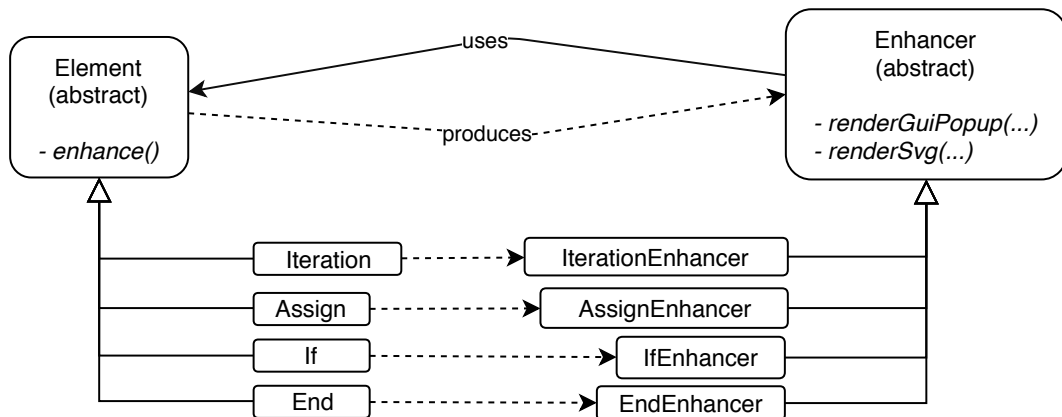 Element
(abstract)
- enhance()
uses
produces
Enhancer
(abstract)
- renderGuiPopup(...)
- renderSvg(...)
Iteration
IterationEnhancer
Assign
AssignEnhancer
If
IfEnhancer
End
EndEnhancer